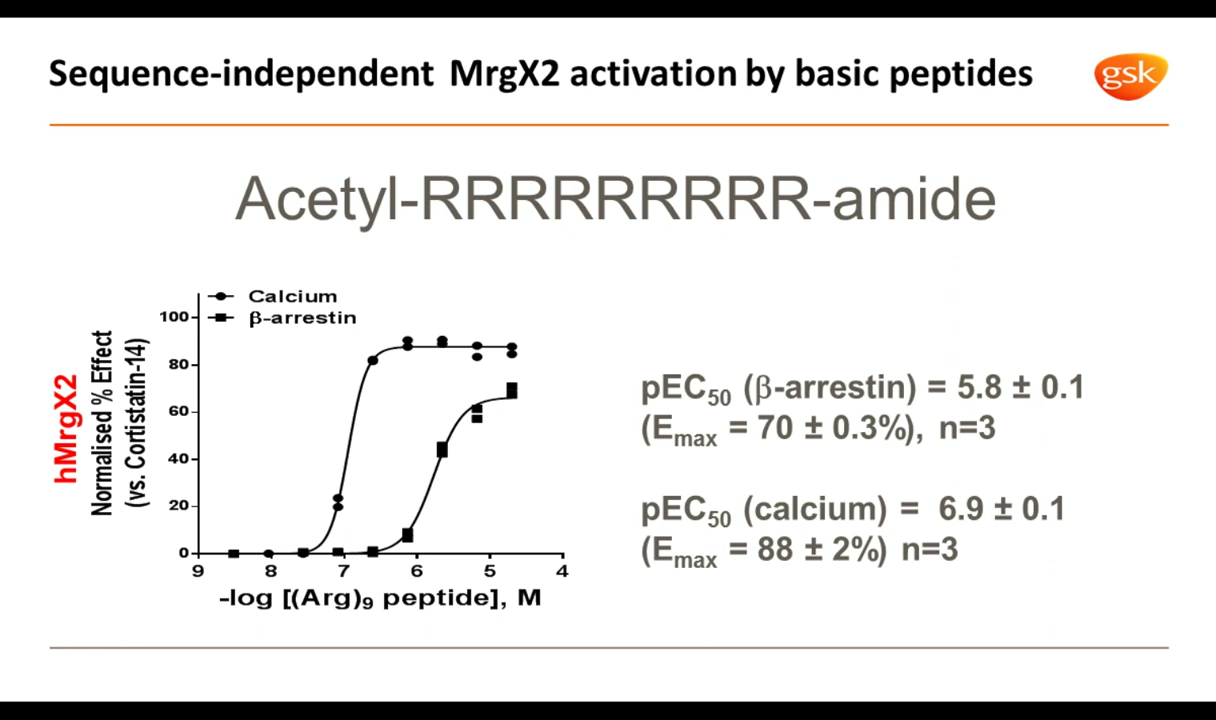 Sequence-independent MrgX2 activation by basic peptides
gsk
Acetyl-RRRRRRRRR-amide
Calcium
β-arrestin
hMrgX2
Normalised % Effect
(vs. Cortistatin-14)
100
80
60
40
20
0
9 8 7 6 5 4
-log [(Arg)₉ peptide], M
pEC₅₀ (β-arrestin) = 5.8 ± 0.1
(Eₘₐₓ = 70 ± 0.3%), n=3
pEC₅₀ (calcium) = 6.9 ± 0.1
(Eₘₐₓ = 88 ± 2%) n=3